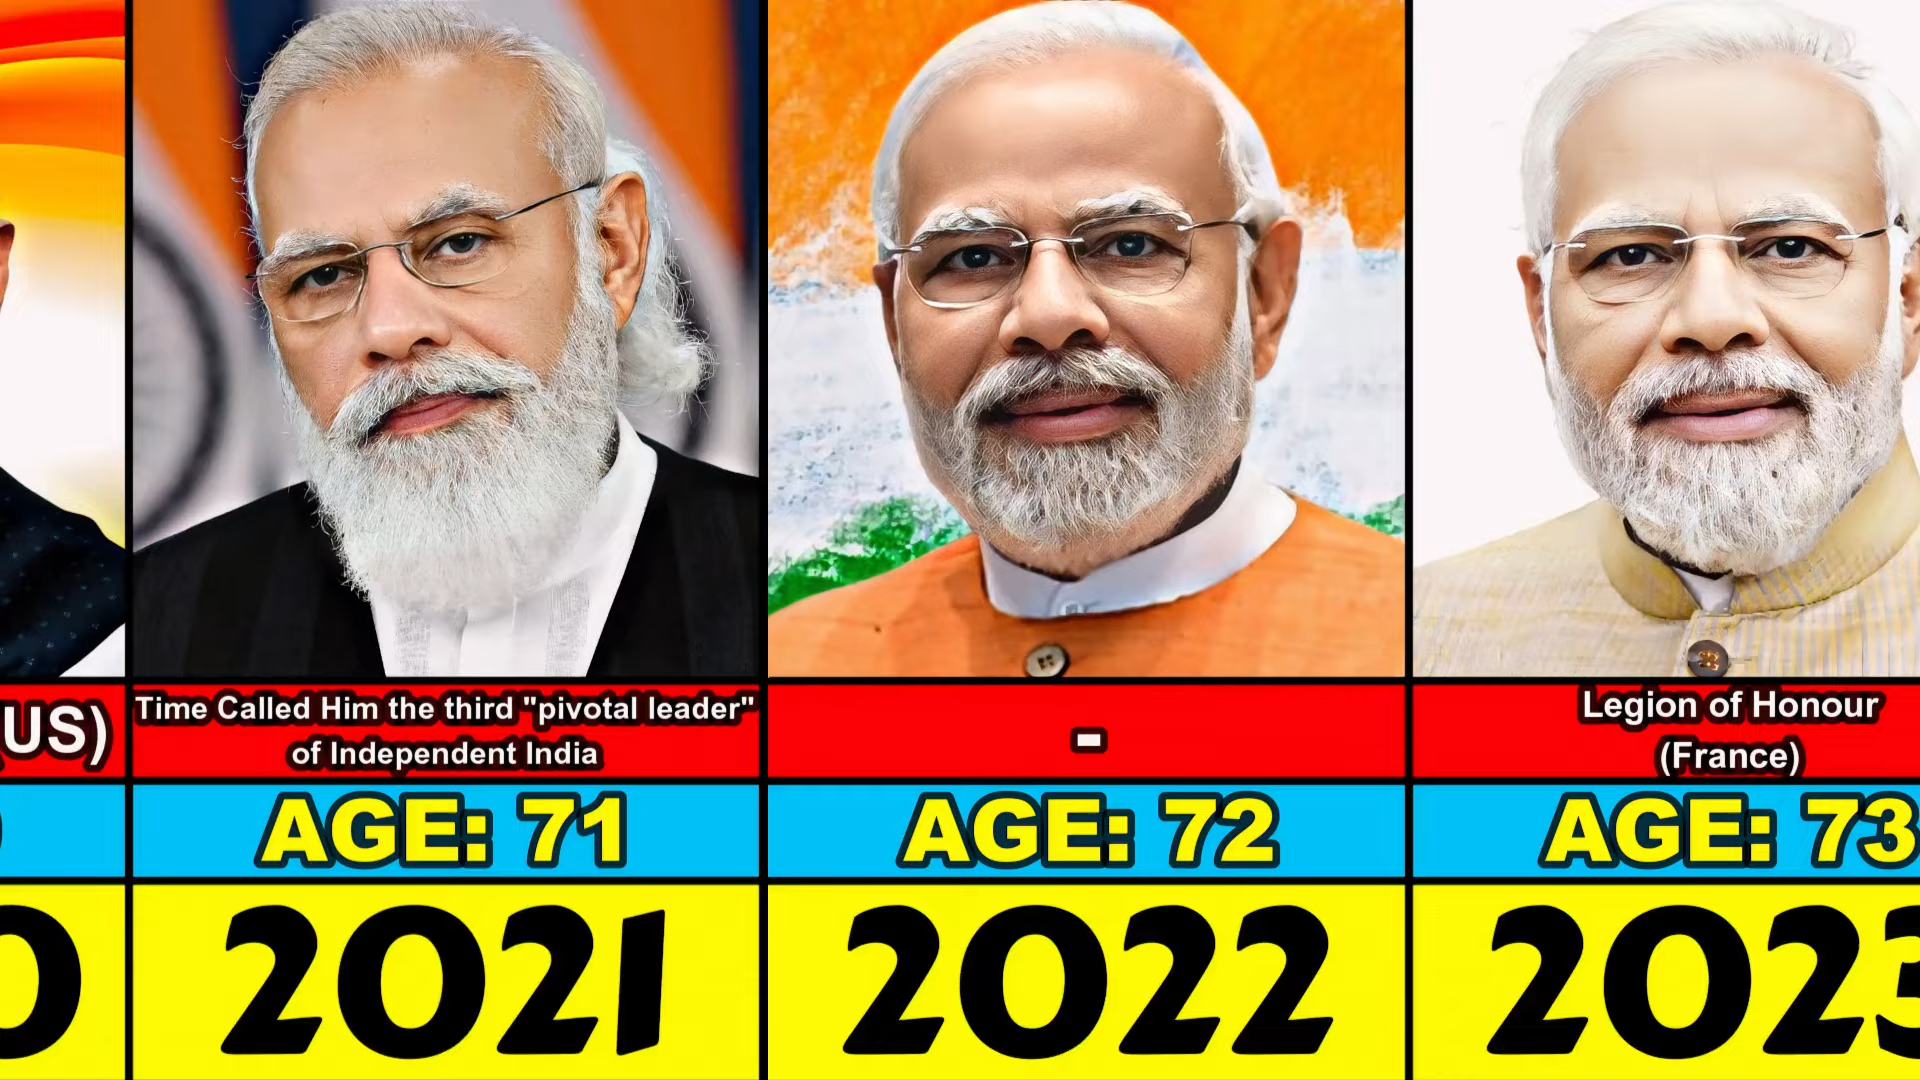 US)
Time Called Him the third "pivotal leader"
of Independent India
-
Legion of Honour
(France)
AGE: 71
AGE: 72
AGE: 73
2021
2022
2023